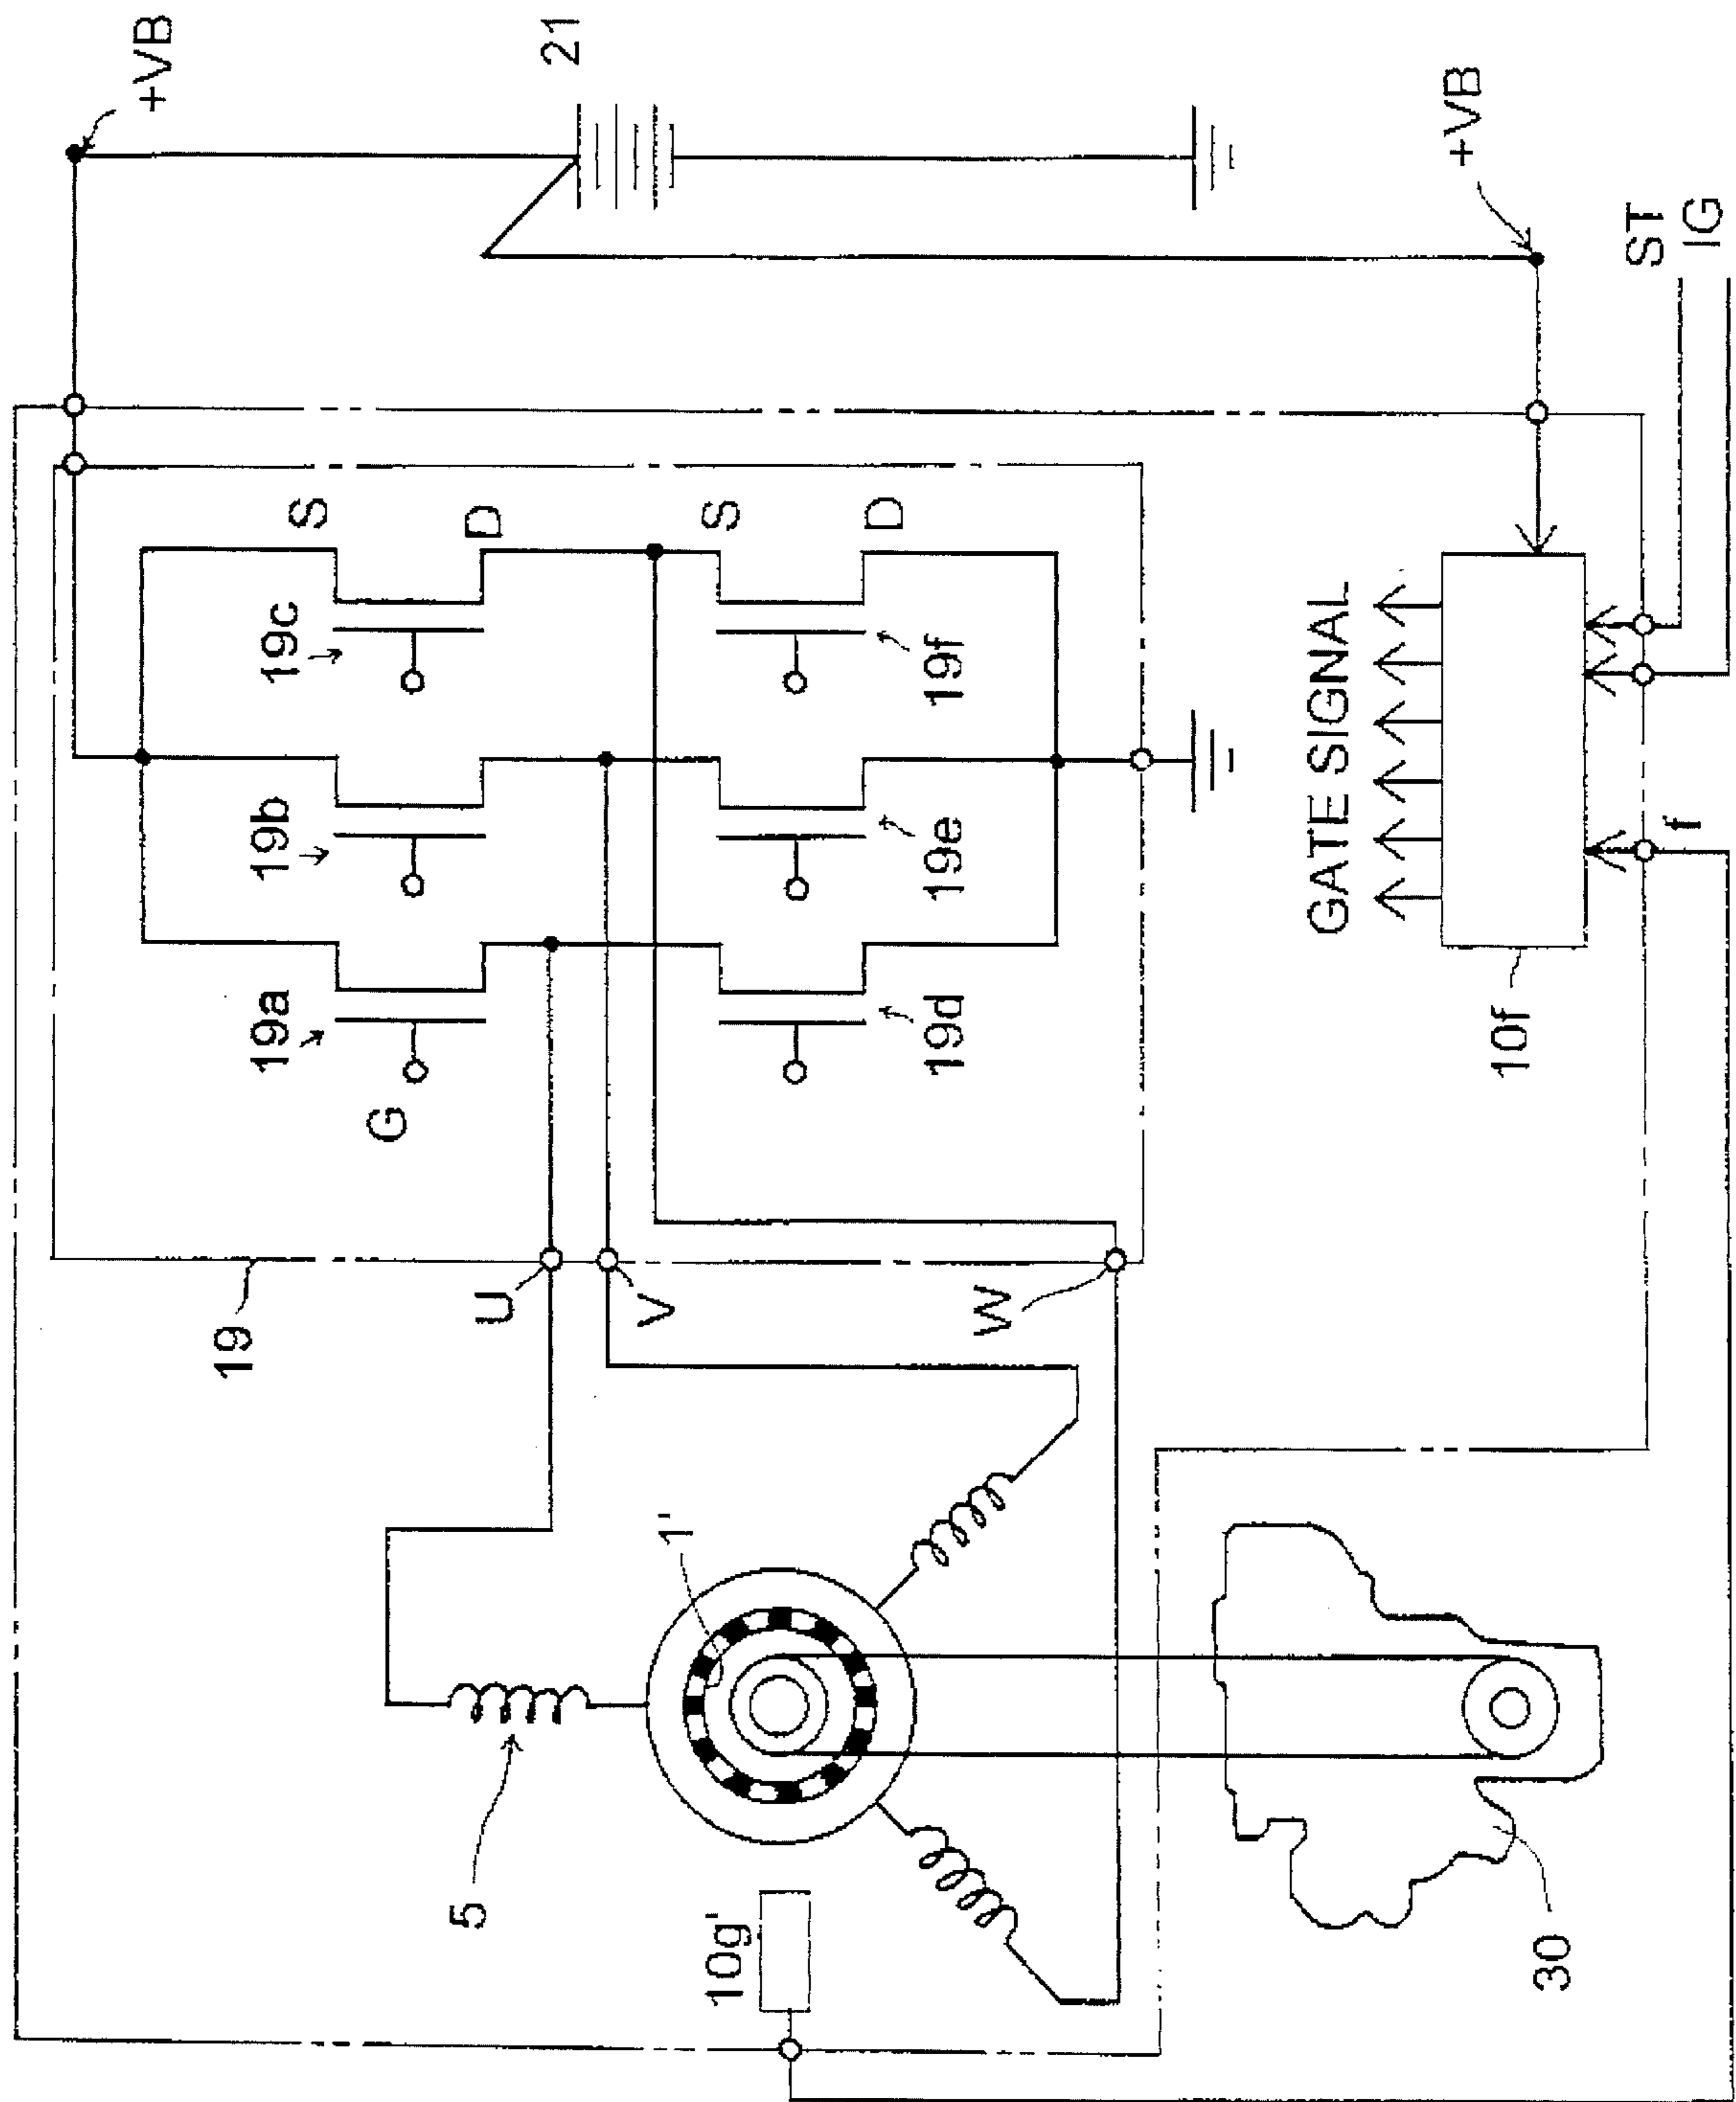 +VB
21
+VB
ST
IG
S
D
S
D
19c
19f
19b
19e
19a
19d
G
GATE SIGNAL
10f
f
19
U
V
W
1'
5
10g'
30